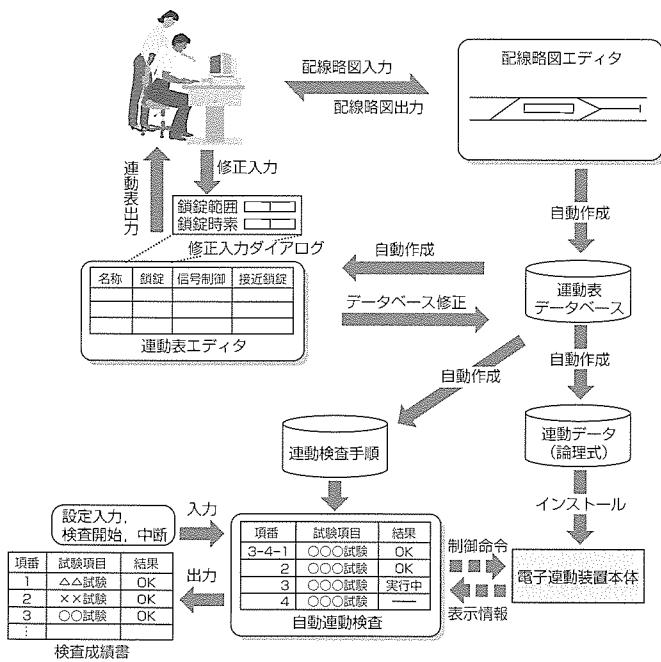 配線略図入力
配線略図出力
配線略図エディタ
連動表出力
修正入力
鎖錠範囲
鎖錠時素
修正入力ダイアログ
自動作成
自動作成
名称 鎖錠 信号制御 接近鎖錠
連動表エディタ
データベース修正
連動表
データベース
自動作成
自動作成
連動検査手順
連動データ
(論理式)
インストール
設定入力,
検査開始, 中断
入力
出力
項番 試験項目 結果
3-4-1 ○○○試験 OK
2 ○○○試験 OK
3 ○○○試験 実行中
4 ○○○試験 ——
自動連動検査
制御命令
表示情報
電子連動装置本体
項番 試験項目 結果
1 △△試験 OK
2 ××試験 OK
3 ○○試験 OK
⋮
検査成績書